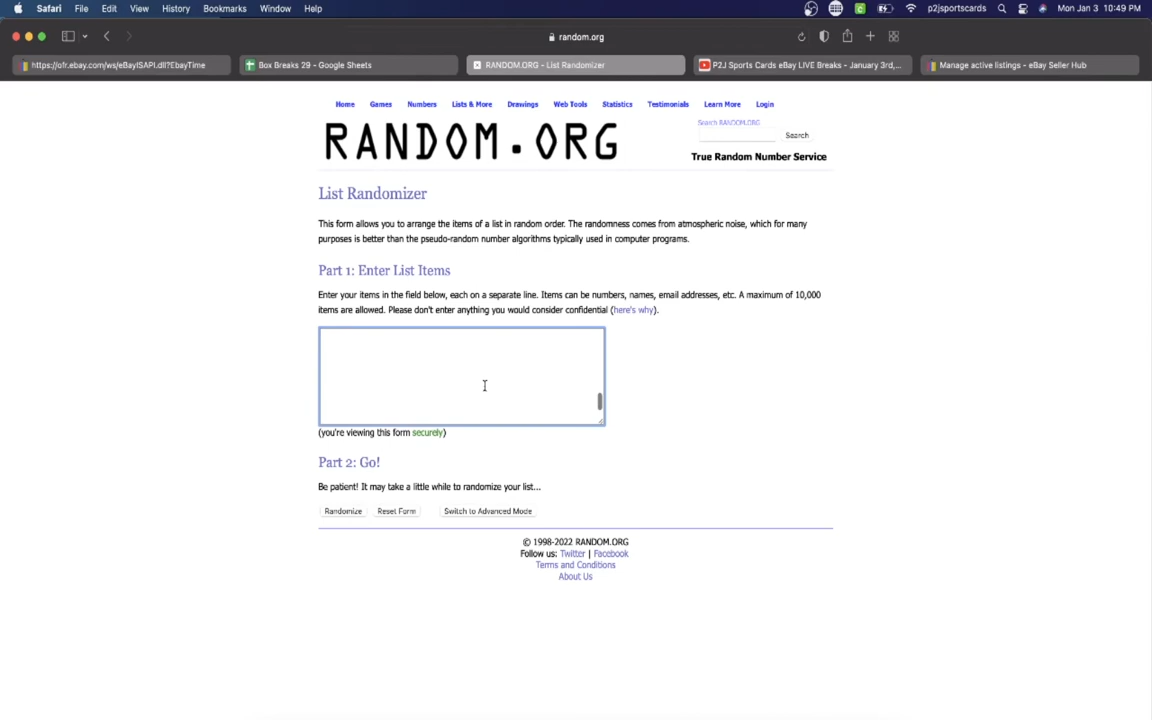 Safari File Edit View History Bookmarks Window Help p2jsportscards Mon Jan 3 10:49 PM
random.org
https://ofr.ebay.com/ws/eBayISAPI.dll?EbayTime Box Breaks 29 - Google Sheets RANDOM.ORG - List Randomizer P2J Sports Cards eBay LIVE Breaks - January 3rd,... Manage active listings - eBay Seller Hub
Home Games Numbers Lists & More Drawings Web Tools Statistics Testimonials Learn More Login
Search RANDOM.ORG
RANDOM.ORG
Search
True Random Number Service
List Randomizer
This form allows you to arrange the items of a list in random order. The randomness comes from atmospheric noise, which for many
purposes is better than the pseudo-random number algorithms typically used in computer programs.
Part 1: Enter List Items
Enter your items in the field below, each on a separate line. Items can be numbers, names, email addresses, etc. A maximum of 10,000
items are allowed. Please don't enter anything you would consider confidential (here's why).
(you're viewing this form securely)
Part 2: Go!
Be patient! It may take a little while to randomize your list...
Randomize Reset Form Switch to Advanced Mode
© 1998-2022 RANDOM.ORG
Follow us: Twitter | Facebook
Terms and Conditions
About Us